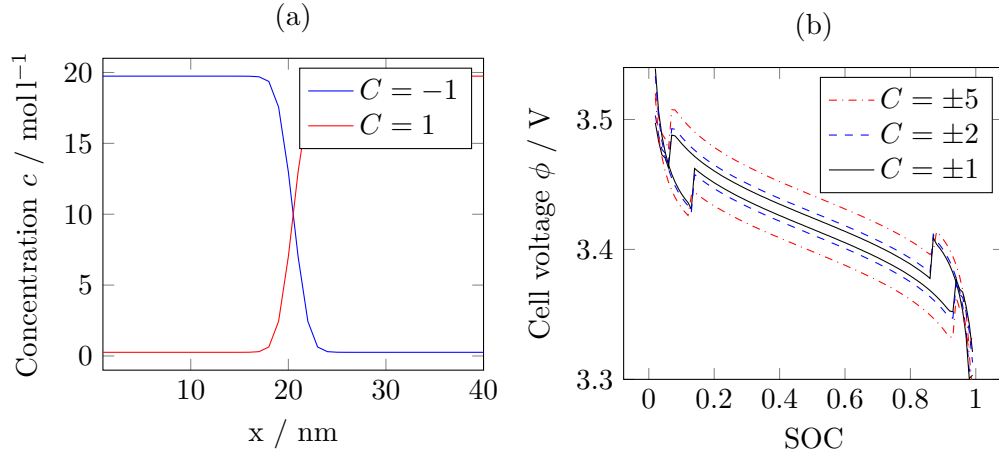 (a)
Concentration c / mol l⁻¹
20
15
10
5
0
10 20 30 40
x / nm
C = −1
C = 1
(b)
Cell voltage ϕ / V
3.5
3.4
3.3
0 0.2 0.4 0.6 0.8 1
SOC
C = ±5
C = ±2
C = ±1